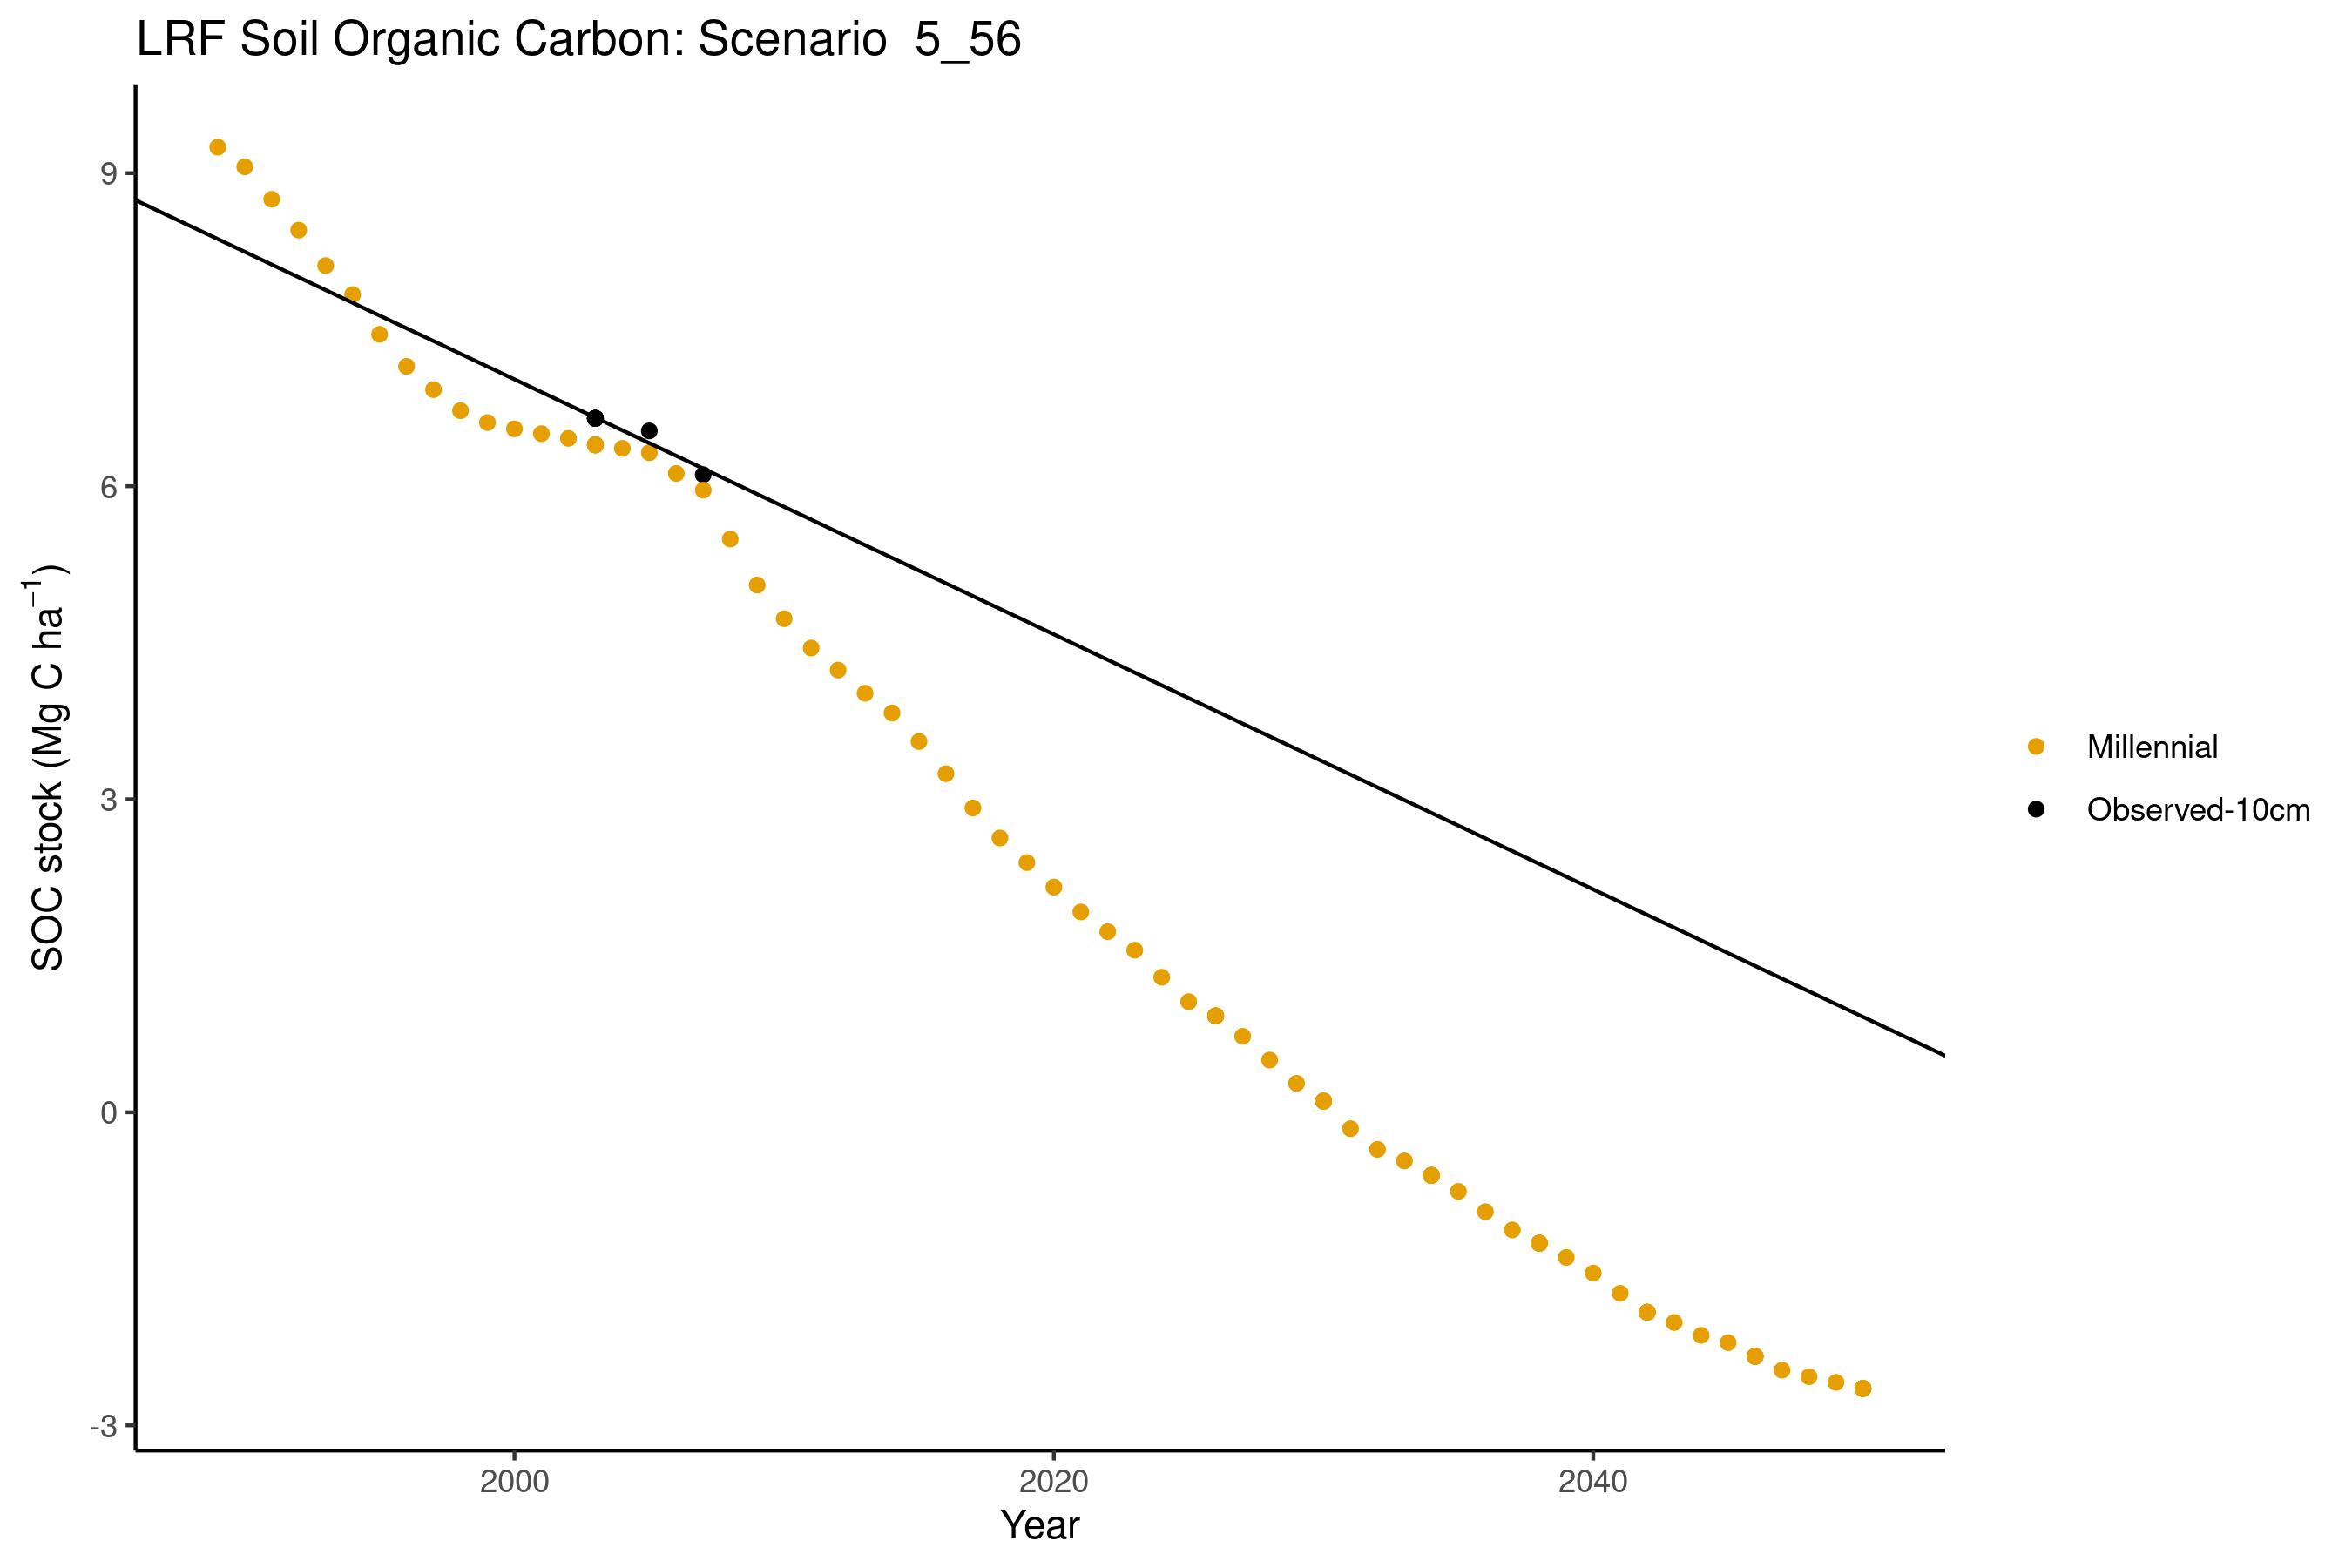 LRF Soil Organic Carbon: Scenario  5_56
SOC stock (Mg C ha⁻¹)
9
6
3
0
-3
2000
2020
2040
Year
Millennial
Observed-10cm